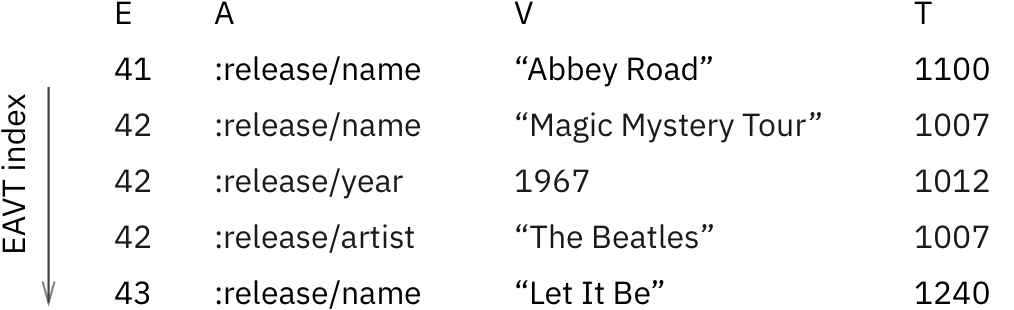 E A V T
41 :release/name “Abbey Road” 1100
42 :release/name “Magic Mystery Tour” 1007
42 :release/year 1967 1012
42 :release/artist “The Beatles” 1007
43 :release/name “Let It Be” 1240
EAVT index